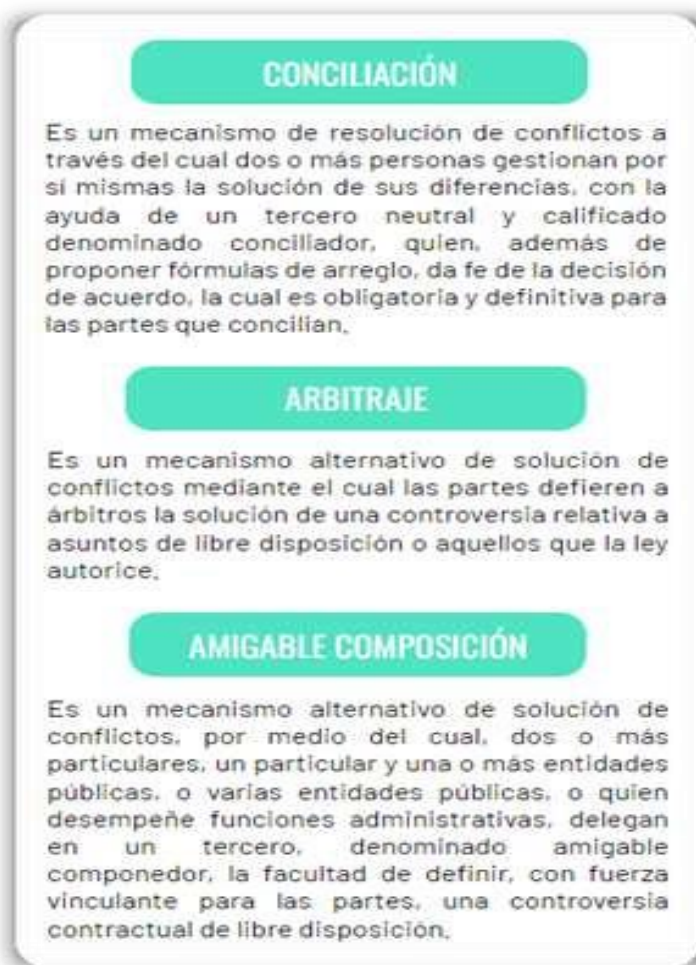 CONCILIACIÓN
Es un mecanismo de resolución de conflictos a
través del cual dos o más personas gestionan por
sí mismas la solución de sus diferencias, con la
ayuda de un tercero neutral y calificado
denominado conciliador, quien, además de
proponer fórmulas de arreglo, da fe de la decisión
de acuerdo, la cual es obligatoria y definitiva para
las partes que concilian.
ARBITRAJE
Es un mecanismo alternativo de solución de
conflictos mediante el cual las partes defieren a
árbitros la solución de una controversia relativa a
asuntos de libre disposición o aquellos que la ley
autorice.
AMIGABLE COMPOSICIÓN
Es un mecanismo alternativo de solución de
conflictos, por medio del cual, dos o más
particulares, un particular y una o más entidades
públicas, o varias entidades públicas, o quien
desempeñe funciones administrativas, delegan
en un tercero, denominado amigable
componedor, la facultad de definir, con fuerza
vinculante para las partes, una controversia
contractual de libre disposición.